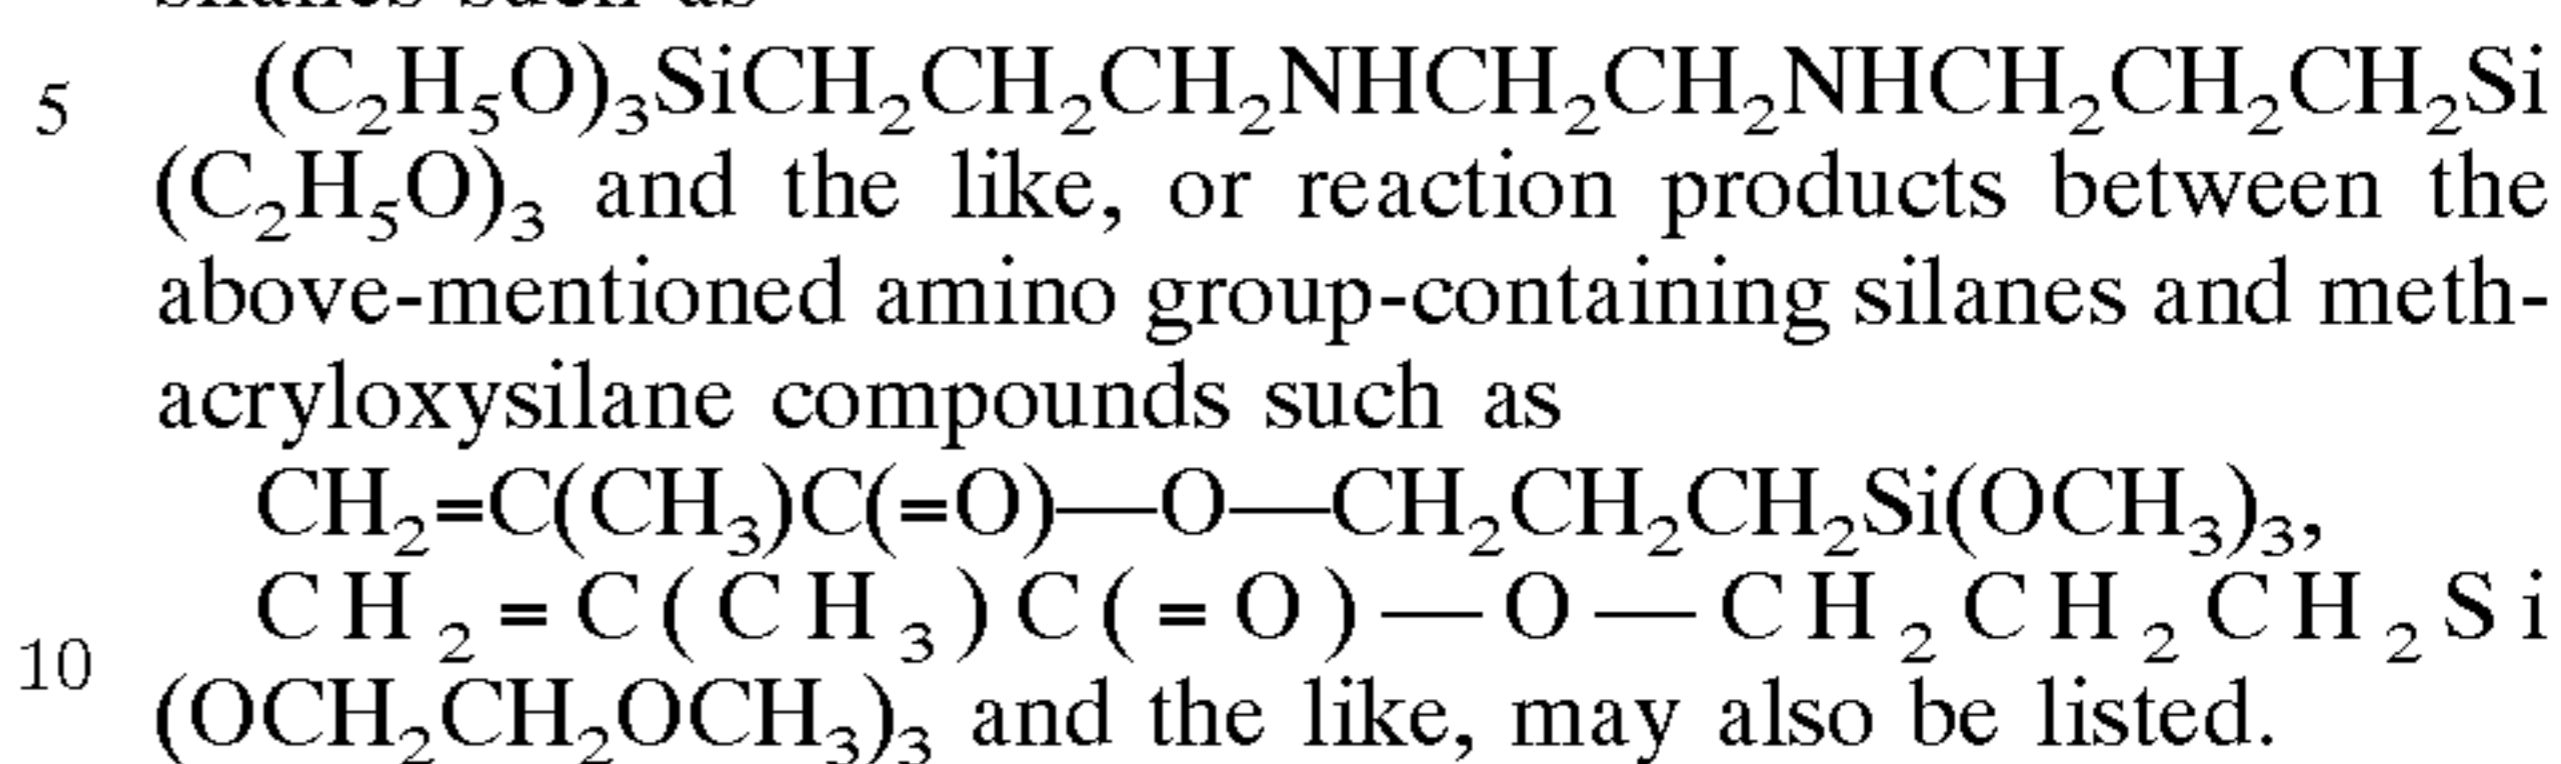 silanes such as
5 (C₂H₅O)₃SiCH₂CH₂CH₂NHCH₂CH₂NHCH₂CH₂CH₂Si
(C₂H₅O)₃ and the like, or reaction products between the
above-mentioned amino group-containing silanes and meth-
acryloxysilane compounds such as
CH₂=C(CH₃)C(=O)—O—CH₂CH₂CH₂Si(OCH₃)₃,
CH₂=C(CH₃)C(=O)—O—CH₂CH₂CH₂Si
10 (OCH₂CH₂OCH₃)₃ and the like, may also be listed.